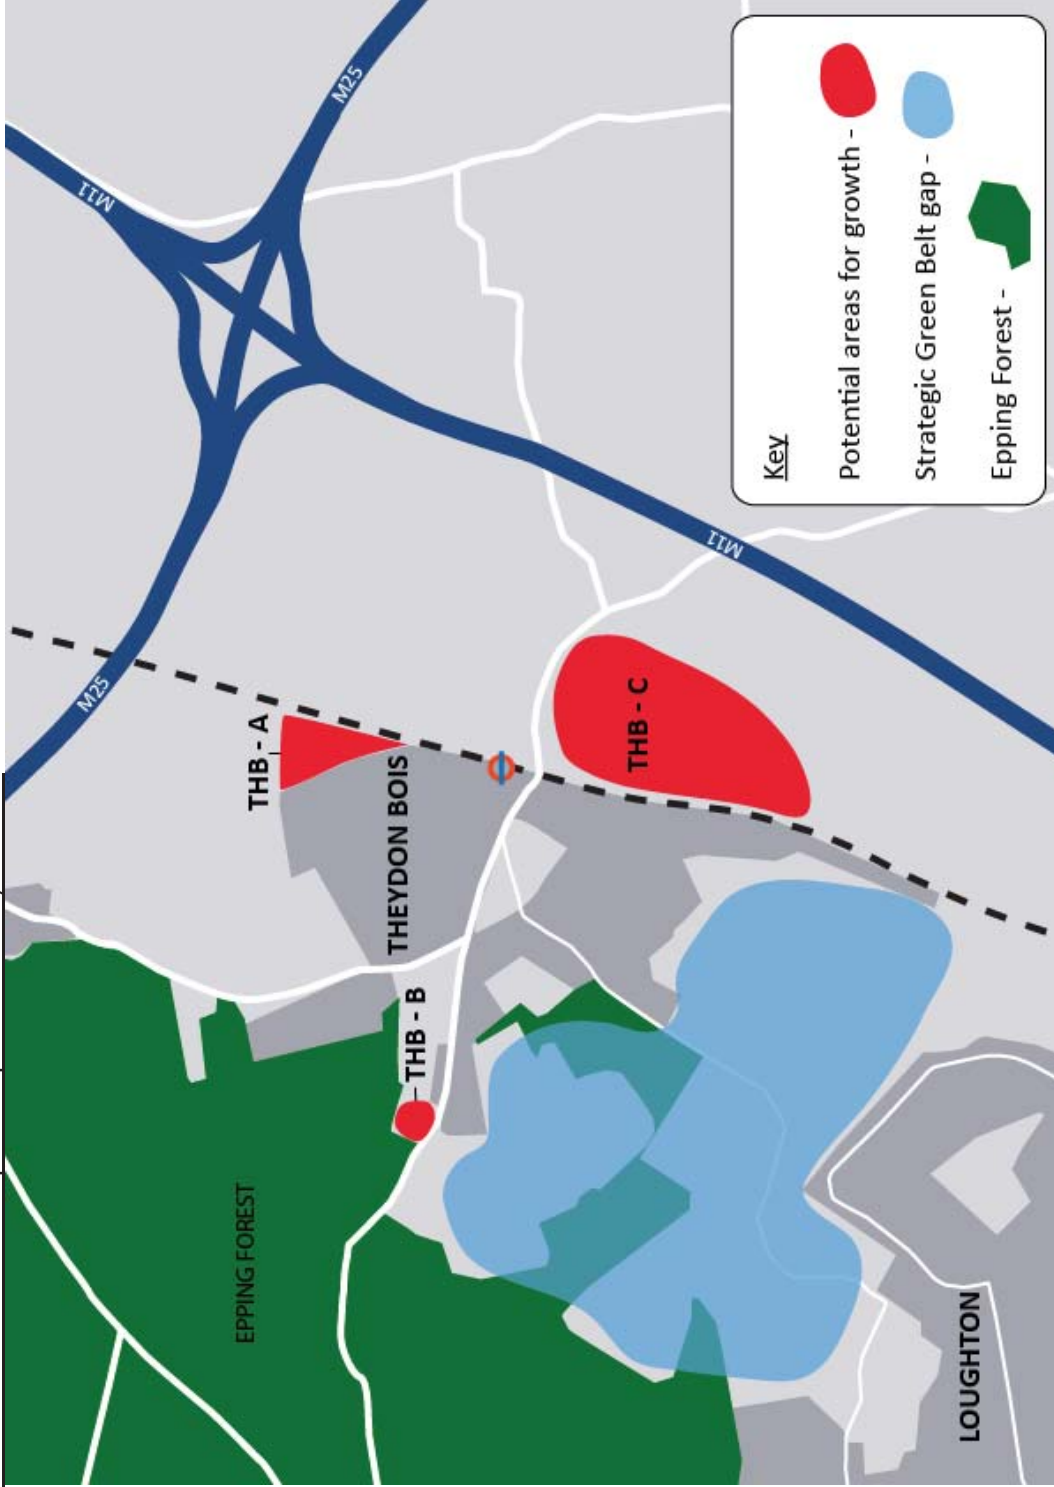 M25
M11
M25
M11
THB - A
THEYDON BOIS
THB - B
THB - C
EPPING FOREST
LOUGHTON
Key
Potential areas for growth -
Strategic Green Belt gap -
Epping Forest -